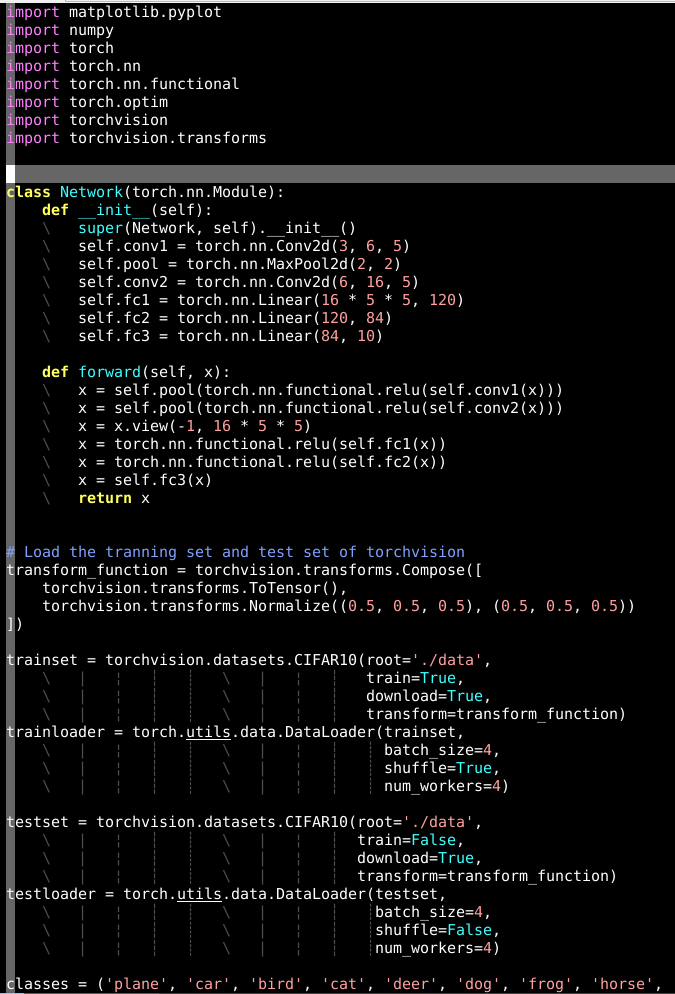 import matplotlib.pyplot
import numpy
import torch
import torch.nn
import torch.nn.functional
import torch.optim
import torchvision
import torchvision.transforms
class Network(torch.nn.Module):
    def __init__(self):
    \   super(Network, self).__init__()
    \   self.conv1 = torch.nn.Conv2d(3, 6, 5)
    \   self.pool = torch.nn.MaxPool2d(2, 2)
    \   self.conv2 = torch.nn.Conv2d(6, 16, 5)
    \   self.fc1 = torch.nn.Linear(16 * 5 * 5, 120)
    \   self.fc2 = torch.nn.Linear(120, 84)
    \   self.fc3 = torch.nn.Linear(84, 10)
    def forward(self, x):
    \   x = self.pool(torch.nn.functional.relu(self.conv1(x)))
    \   x = self.pool(torch.nn.functional.relu(self.conv2(x)))
    \   x = x.view(-1, 16 * 5 * 5)
    \   x = torch.nn.functional.relu(self.fc1(x))
    \   x = torch.nn.functional.relu(self.fc2(x))
    \   x = self.fc3(x)
    \   return x
# Load the tranning set and test set of torchvision
transform_function = torchvision.transforms.Compose([
    torchvision.transforms.ToTensor(),
    torchvision.transforms.Normalize((0.5, 0.5, 0.5), (0.5, 0.5, 0.5))
])
trainset = torchvision.datasets.CIFAR10(root='./data',
    \   |   ¦   |   ¦   \   |   ¦   |       train=True,
    \   |   ¦   |   ¦   \   |   ¦   |       download=True,
    \   |   ¦   |   ¦   \   |   ¦   |       transform=transform_function)
trainloader = torch.utils.data.DataLoader(trainset,
    \   |   ¦   |   ¦   \   |   ¦   |   ¦ batch_size=4,
    \   |   ¦   |   ¦   \   |   ¦   |   ¦ shuffle=True,
    \   |   ¦   |   ¦   \   |   ¦   |   ¦ num_workers=4)
testset = torchvision.datasets.CIFAR10(root='./data',
    \   |   ¦   |   ¦   \   |   ¦   |  train=False,
    \   |   ¦   |   ¦   \   |   ¦   |  download=True,
    \   |   ¦   |   ¦   \   |   ¦   |  transform=transform_function)
testloader = torch.utils.data.DataLoader(testset,
    \   |   ¦   |   ¦   \   |   ¦   |   ¦batch_size=4,
    \   |   ¦   |   ¦   \   |   ¦   |   ¦shuffle=False,
    \   |   ¦   |   ¦   \   |   ¦   |   ¦num_workers=4)
classes = ('plane', 'car', 'bird', 'cat', 'deer', 'dog', 'frog', 'horse',